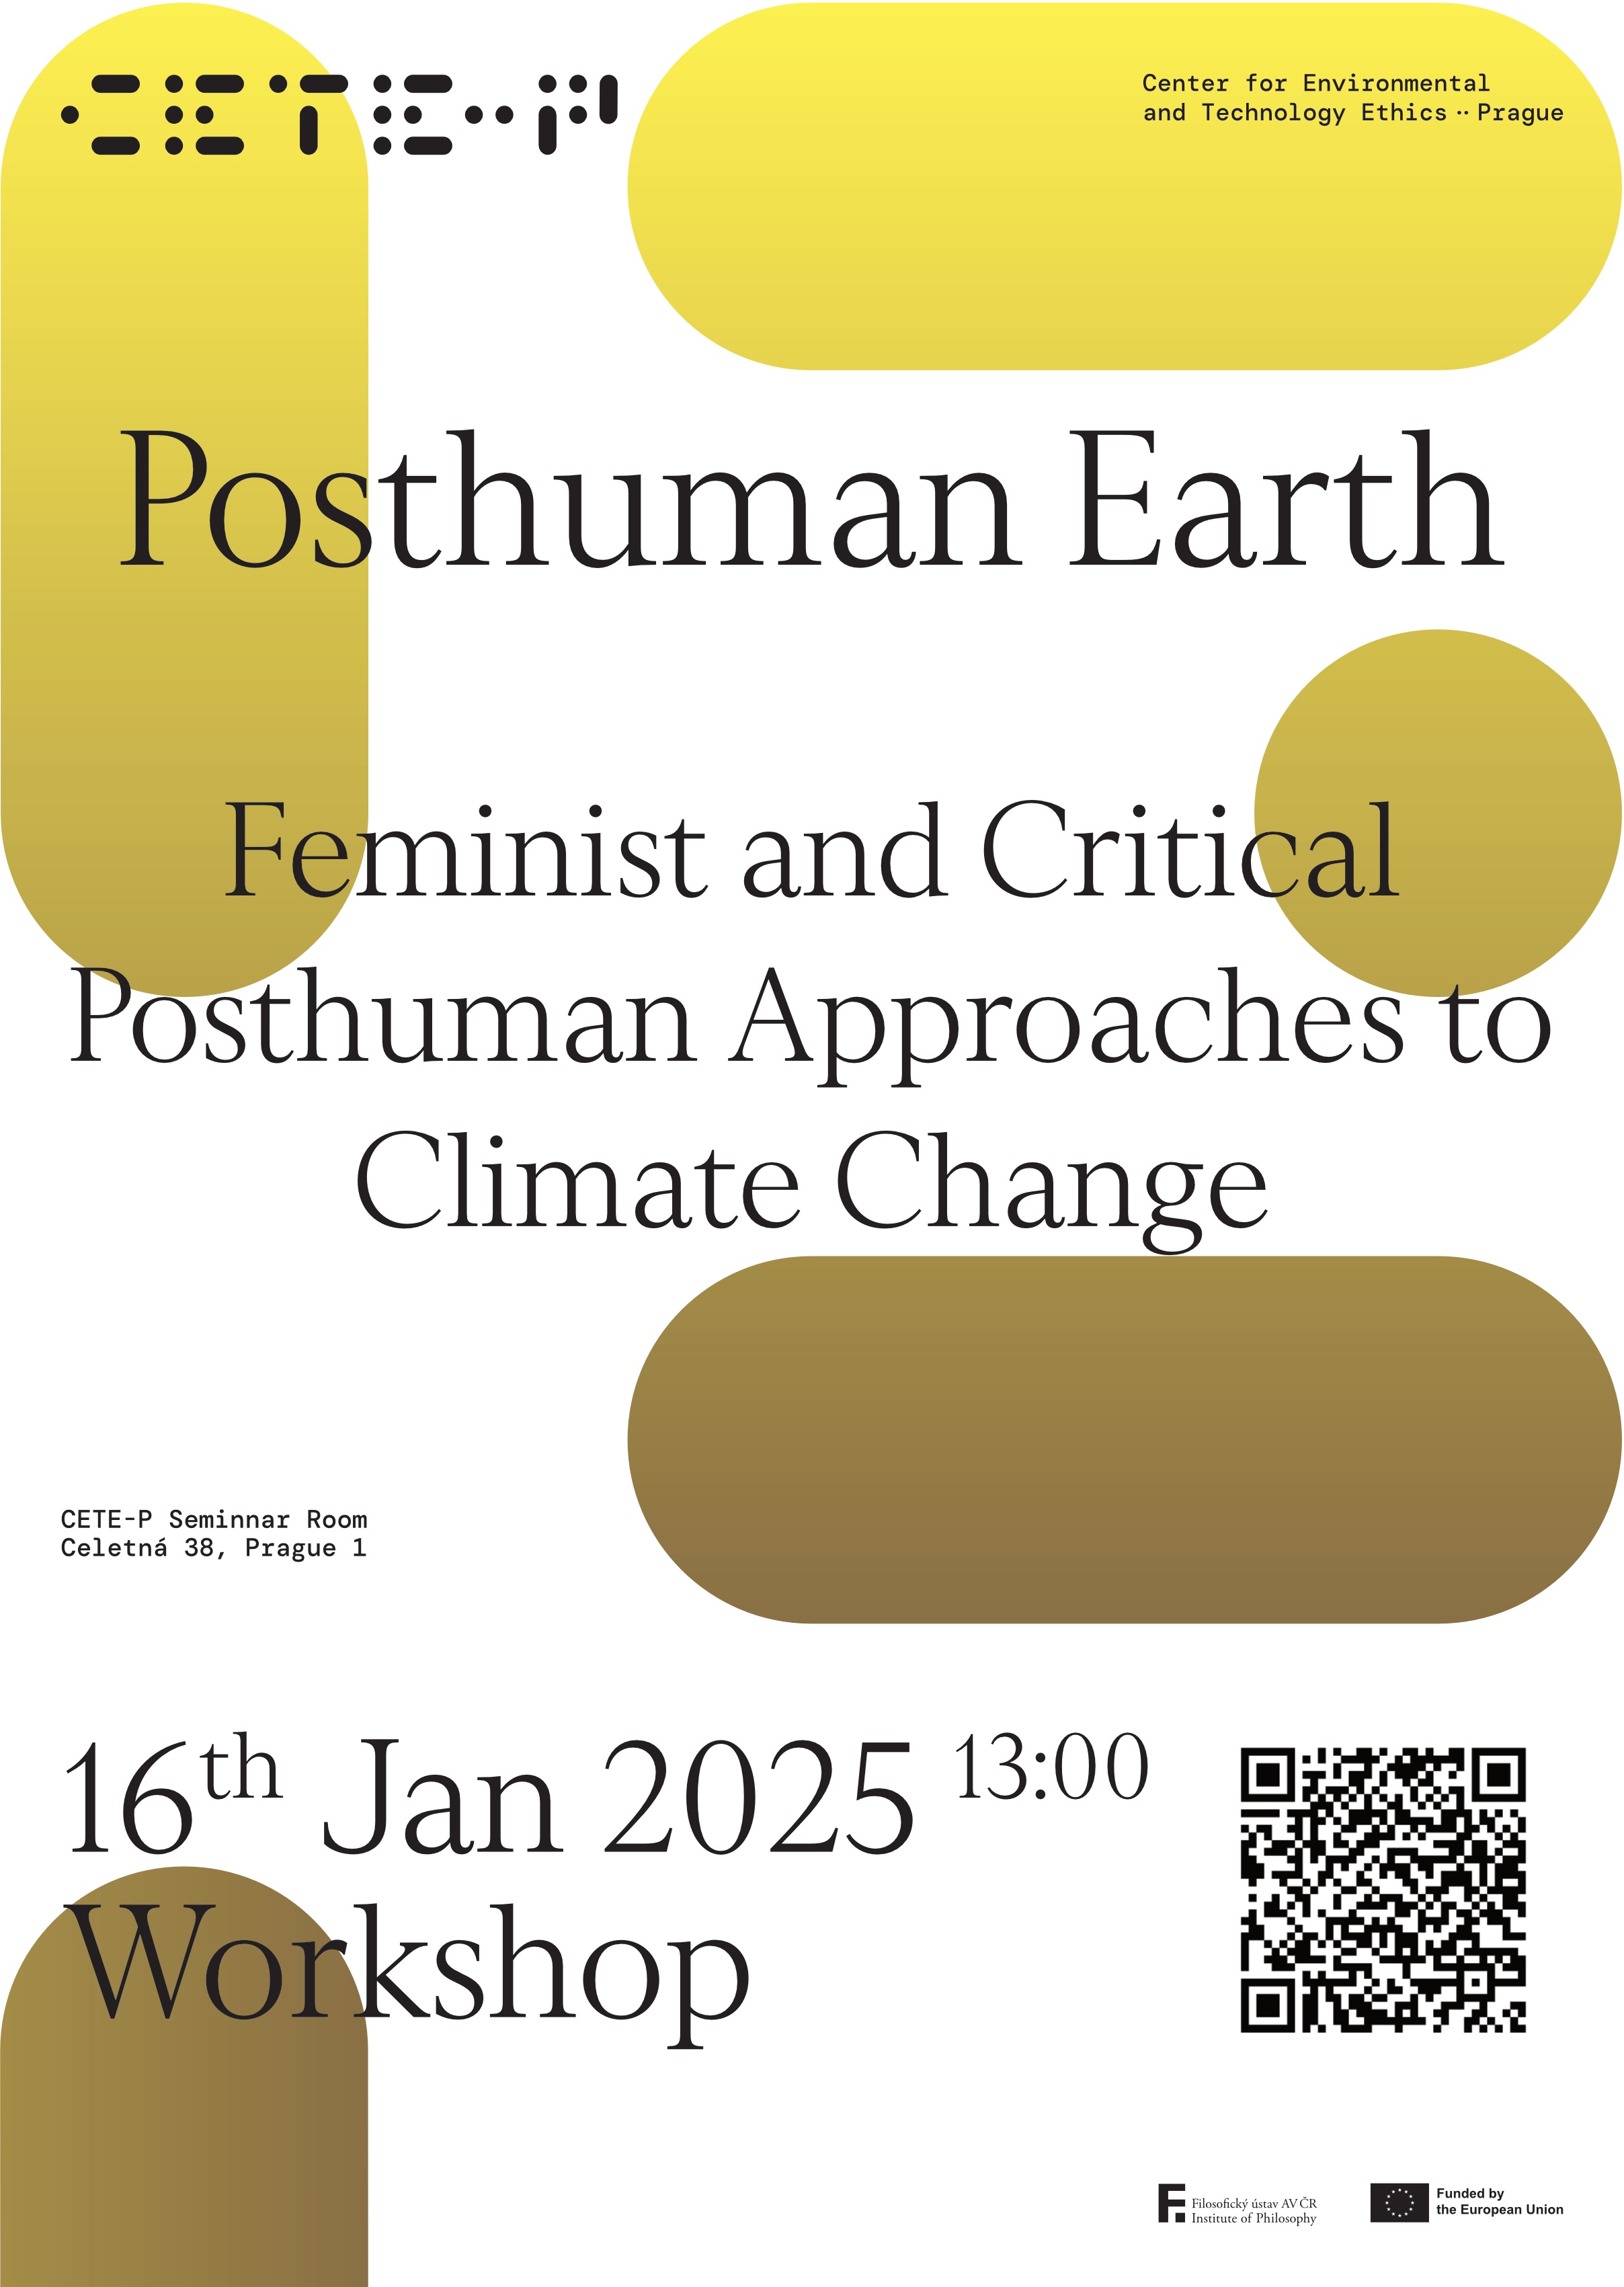 CETE-P
Center for Environmental
and Technology Ethics ·· Prague
Posthuman Earth
Feminist and Critical
Posthuman Approaches to
Climate Change
CETE-P Seminnar Room
Celetná 38, Prague 1
16th Jan 2025 13:00
Workshop
Filosofický ústav AV ČR
Institute of Philosophy
Funded by
the European Union